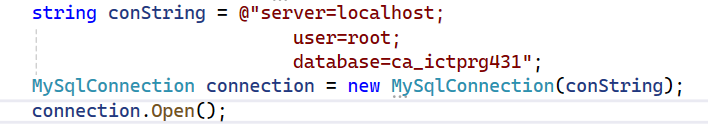 string conString = @"server=localhost;
user=root;
database=ca_ictprg431";
MySqlConnection connection = new MySqlConnection(conString);
connection.Open();